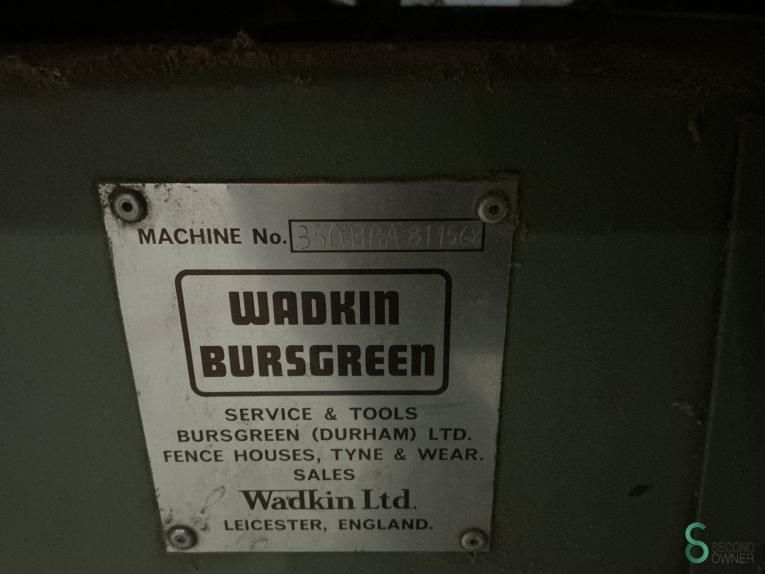 MACHINE No. 350 BRA 811568
WADKIN
BURSGREEN
SERVICE & TOOLS
BURSGREEN (DURHAM) LTD.
FENCE HOUSES, TYNE & WEAR.
SALES
Wadkin Ltd.
LEICESTER, ENGLAND.
SECOND
OWNER